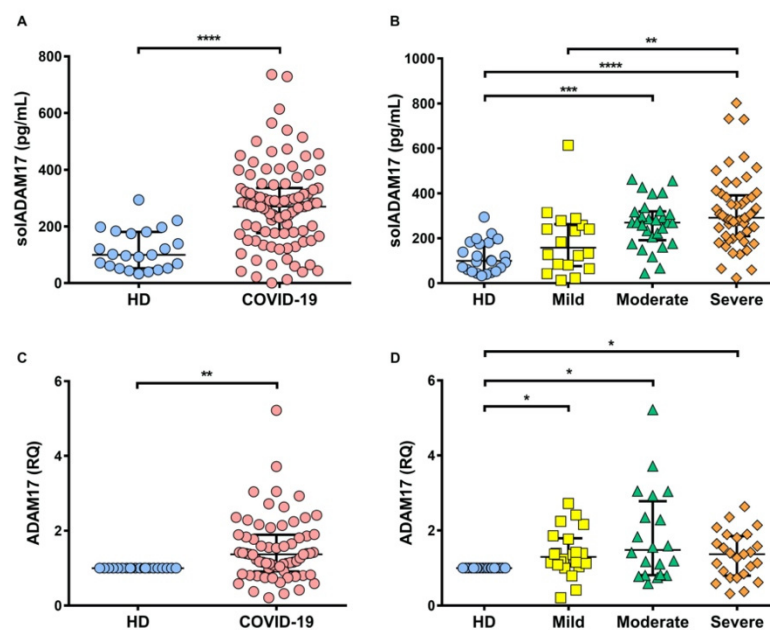 A
****
solADAM17 (pg/mL)
800
600
400
200
0
HD COVID-19
B
**
****
***
solADAM17 (pg/mL)
1000
800
600
400
200
0
HD Mild Moderate Severe
C
**
ADAM17 (RQ)
6
4
2
0
HD COVID-19
D
*
*
*
ADAM17 (RQ)
6
4
2
0
HD Mild Moderate Severe